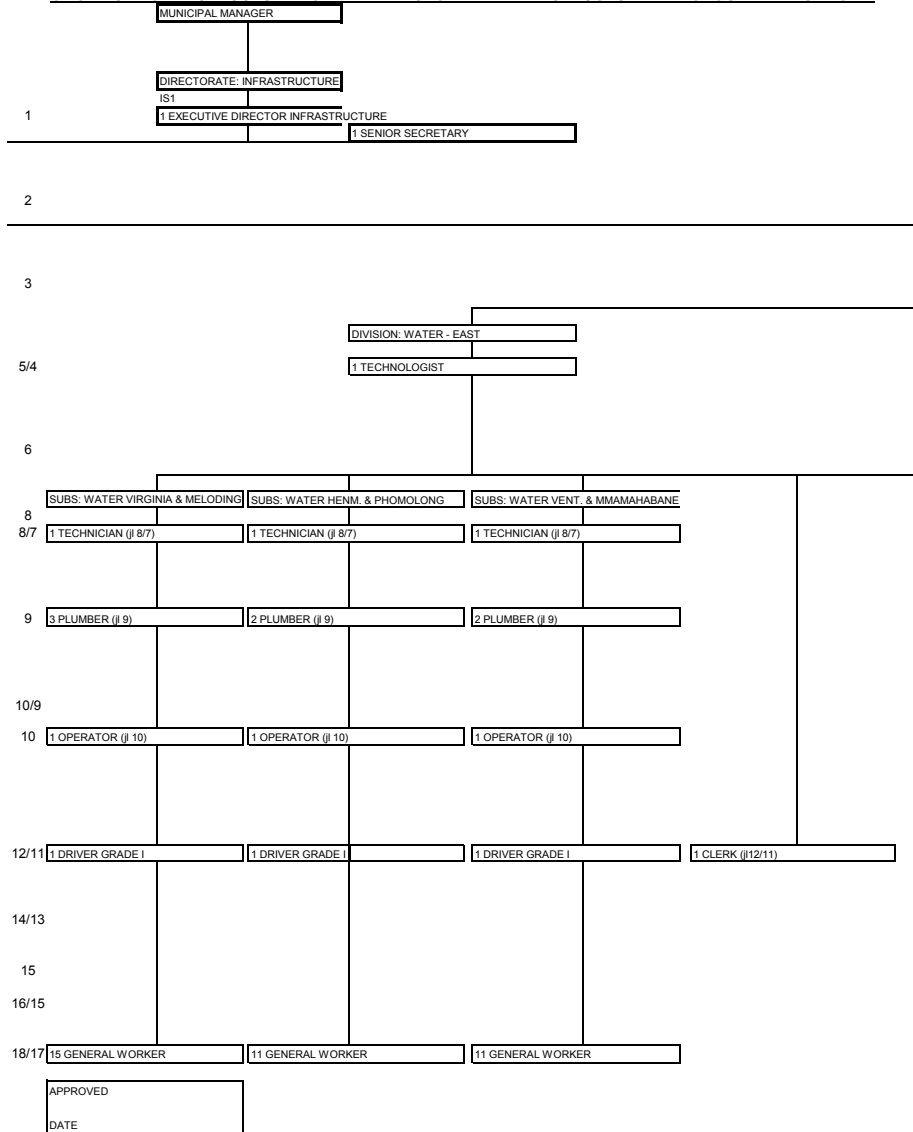 MUNICIPAL MANAGER
DIRECTORATE: INFRASTRUCTURE
IS1
1 1 EXECUTIVE DIRECTOR INFRASTRUCTURE
1 SENIOR SECRETARY
2
3
DIVISION: WATER - EAST
5/4 1 TECHNOLOGIST
6
SUBS: WATER VIRGINIA & MELODING SUBS: WATER HENM. & PHOMOLONG SUBS: WATER VENT. & MMAMAHABANE
8
8/7 1 TECHNICIAN (jl 8/7) 1 TECHNICIAN (jl 8/7) 1 TECHNICIAN (jl 8/7)
9 3 PLUMBER (jl 9) 2 PLUMBER (jl 9) 2 PLUMBER (jl 9)
10/9
10 1 OPERATOR (jl 10) 1 OPERATOR (jl 10) 1 OPERATOR (jl 10)
12/11 1 DRIVER GRADE I 1 DRIVER GRADE I 1 DRIVER GRADE I 1 CLERK (jl12/11)
14/13
15
16/15
18/17 15 GENERAL WORKER 11 GENERAL WORKER 11 GENERAL WORKER
APPROVED
DATE